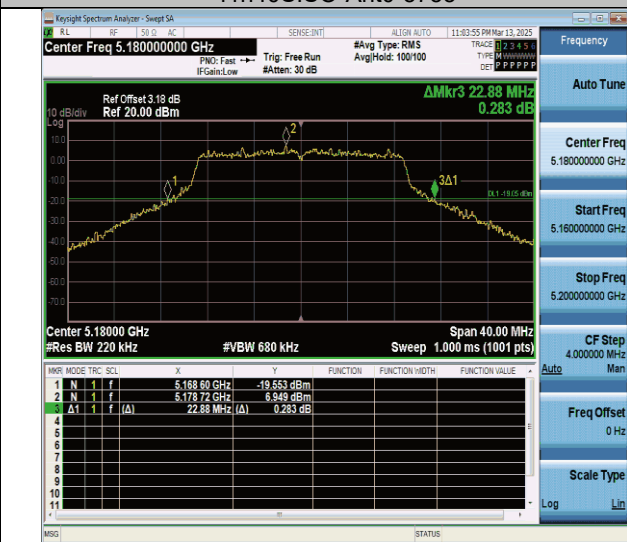 Keysight Spectrum Analyzer - Swept SA
RL RF 50 Ω AC SENSE:INT ALIGN AUTO 11:03:55 PM Mar 13, 2025
Center Freq 5.180000000 GHz
PNO: Fast
IFGain:Low
Trig: Free Run
#Atten: 30 dB
#Avg Type: RMS
Avg|Hold: 100/100
TRACE 1 2 3 4 5 6
TYPE M
DET P P P P P P
Frequency
Auto Tune
Center Freq
5.180000000 GHz
Start Freq
5.160000000 GHz
Stop Freq
5.200000000 GHz
CF Step
4.000000 MHz
Auto Man
Freq Offset
0 Hz
Scale Type
Log Lin
ΔMkr3 22.88 MHz
0.283 dB
Ref Offset 3.18 dB
10 dB/div Ref 20.00 dBm
Log
10.0
0.00
-10.0
-20.0
-30.0
-40.0
-50.0
-60.0
-70.0
1
2
3Δ1
Center 5.18000 GHz Span 40.00 MHz
#Res BW 220 kHz #VBW 680 kHz Sweep 1.000 ms (1001 pts)
MKR MODE TRC SCL X Y FUNCTION FUNCTION WIDTH FUNCTION VALUE
1 N 1 f 5.168 60 GHz -19.553 dBm
2 N 1 f 5.178 72 GHz 6.949 dBm
3 Δ1 1 f (Δ) 22.88 MHz (Δ) 0.283 dB
4
5
6
7
8
9
10
11
MSG STATUS